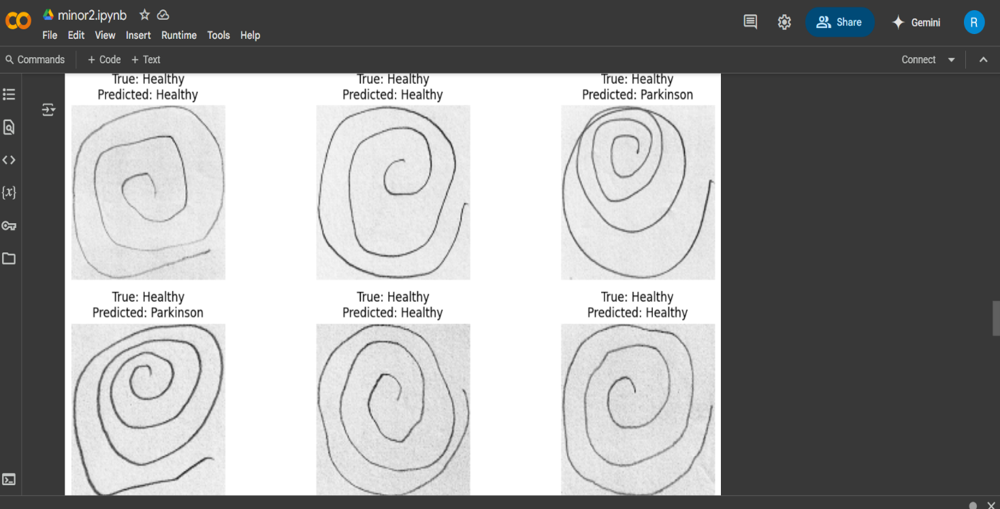 CO minor2.ipynb
File Edit View Insert Runtime Tools Help
Share
Gemini
R
Commands + Code + Text
Connect
True: Healthy True: Healthy True: Healthy
Predicted: Healthy Predicted: Healthy Predicted: Parkinson
{x}
True: Healthy True: Healthy True: Healthy
Predicted: Parkinson Predicted: Healthy Predicted: Healthy